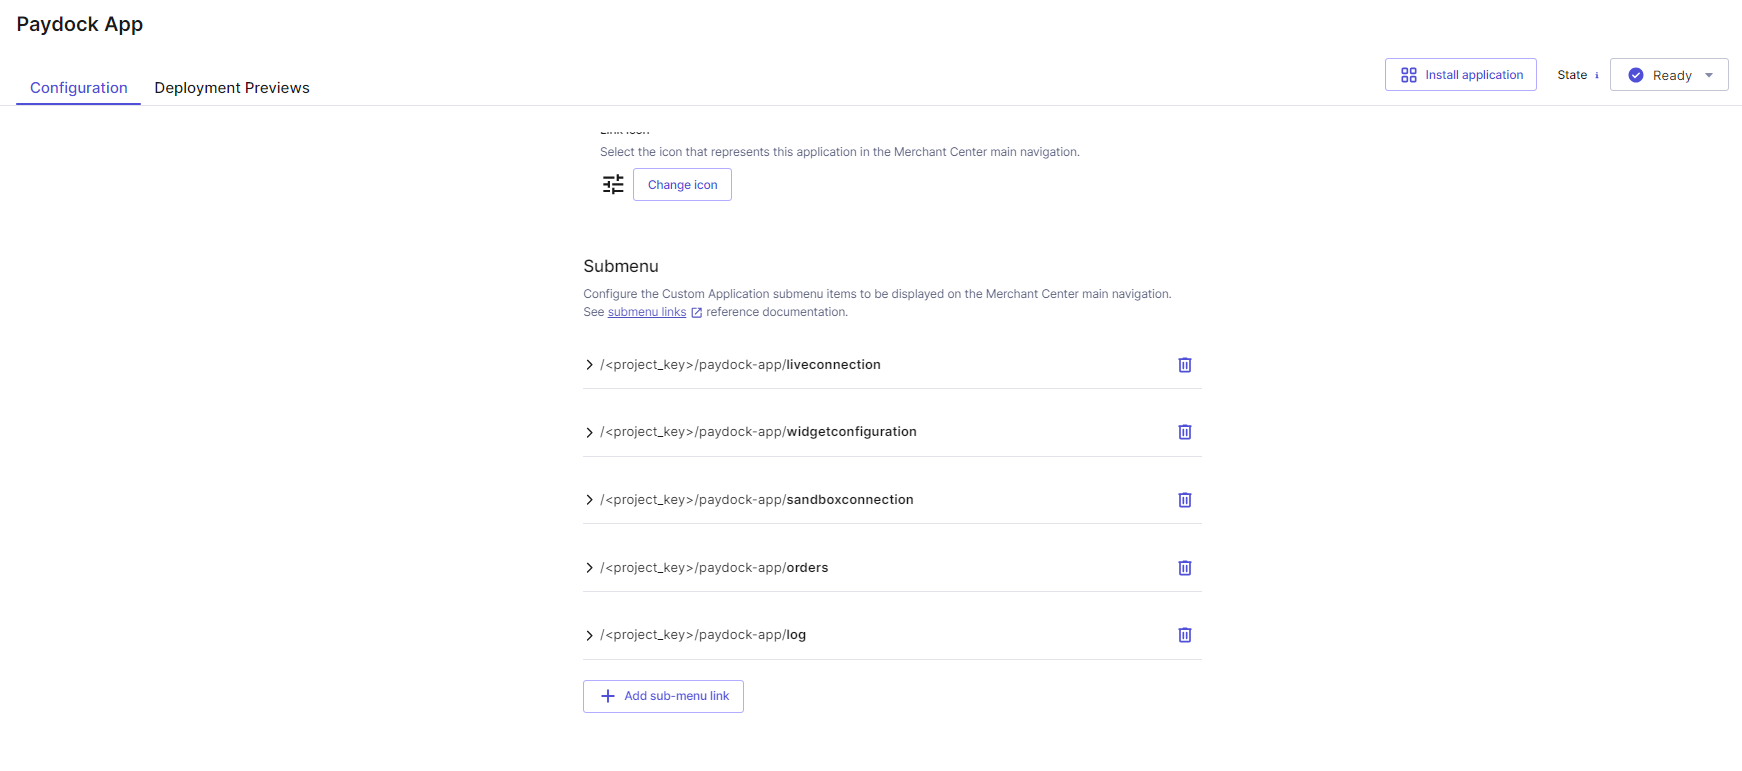 Paydock App
Configuration
Deployment Previews
Install application
State
Ready
Link icon
Select the icon that represents this application in the Merchant Center main navigation.
Change icon
Submenu
Configure the Custom Application submenu items to be displayed on the Merchant Center main navigation.
See submenu links reference documentation.
/<project_key>/paydock-app/liveconnection
/<project_key>/paydock-app/widgetconfiguration
/<project_key>/paydock-app/sandboxconnection
/<project_key>/paydock-app/orders
/<project_key>/paydock-app/log
Add sub-menu link